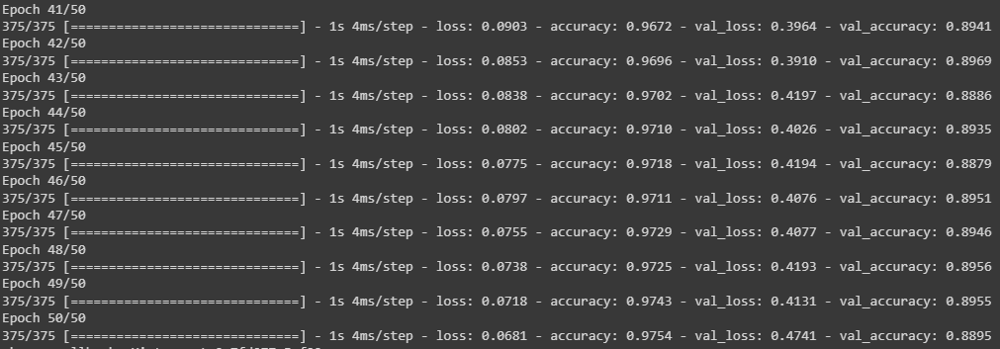 Epoch 41/50
375/375 [==============================] - 1s 4ms/step - loss: 0.0903 - accuracy: 0.9672 - val_loss: 0.3964 - val_accuracy: 0.8941
Epoch 42/50
375/375 [==============================] - 1s 4ms/step - loss: 0.0853 - accuracy: 0.9696 - val_loss: 0.3910 - val_accuracy: 0.8969
Epoch 43/50
375/375 [==============================] - 1s 4ms/step - loss: 0.0838 - accuracy: 0.9702 - val_loss: 0.4197 - val_accuracy: 0.8886
Epoch 44/50
375/375 [==============================] - 1s 4ms/step - loss: 0.0802 - accuracy: 0.9710 - val_loss: 0.4026 - val_accuracy: 0.8935
Epoch 45/50
375/375 [==============================] - 1s 4ms/step - loss: 0.0775 - accuracy: 0.9718 - val_loss: 0.4194 - val_accuracy: 0.8879
Epoch 46/50
375/375 [==============================] - 1s 4ms/step - loss: 0.0797 - accuracy: 0.9711 - val_loss: 0.4076 - val_accuracy: 0.8951
Epoch 47/50
375/375 [==============================] - 1s 4ms/step - loss: 0.0755 - accuracy: 0.9729 - val_loss: 0.4077 - val_accuracy: 0.8946
Epoch 48/50
375/375 [==============================] - 1s 4ms/step - loss: 0.0738 - accuracy: 0.9725 - val_loss: 0.4193 - val_accuracy: 0.8956
Epoch 49/50
375/375 [==============================] - 1s 4ms/step - loss: 0.0718 - accuracy: 0.9743 - val_loss: 0.4131 - val_accuracy: 0.8955
Epoch 50/50
375/375 [==============================] - 1s 4ms/step - loss: 0.0681 - accuracy: 0.9754 - val_loss: 0.4741 - val_accuracy: 0.8895